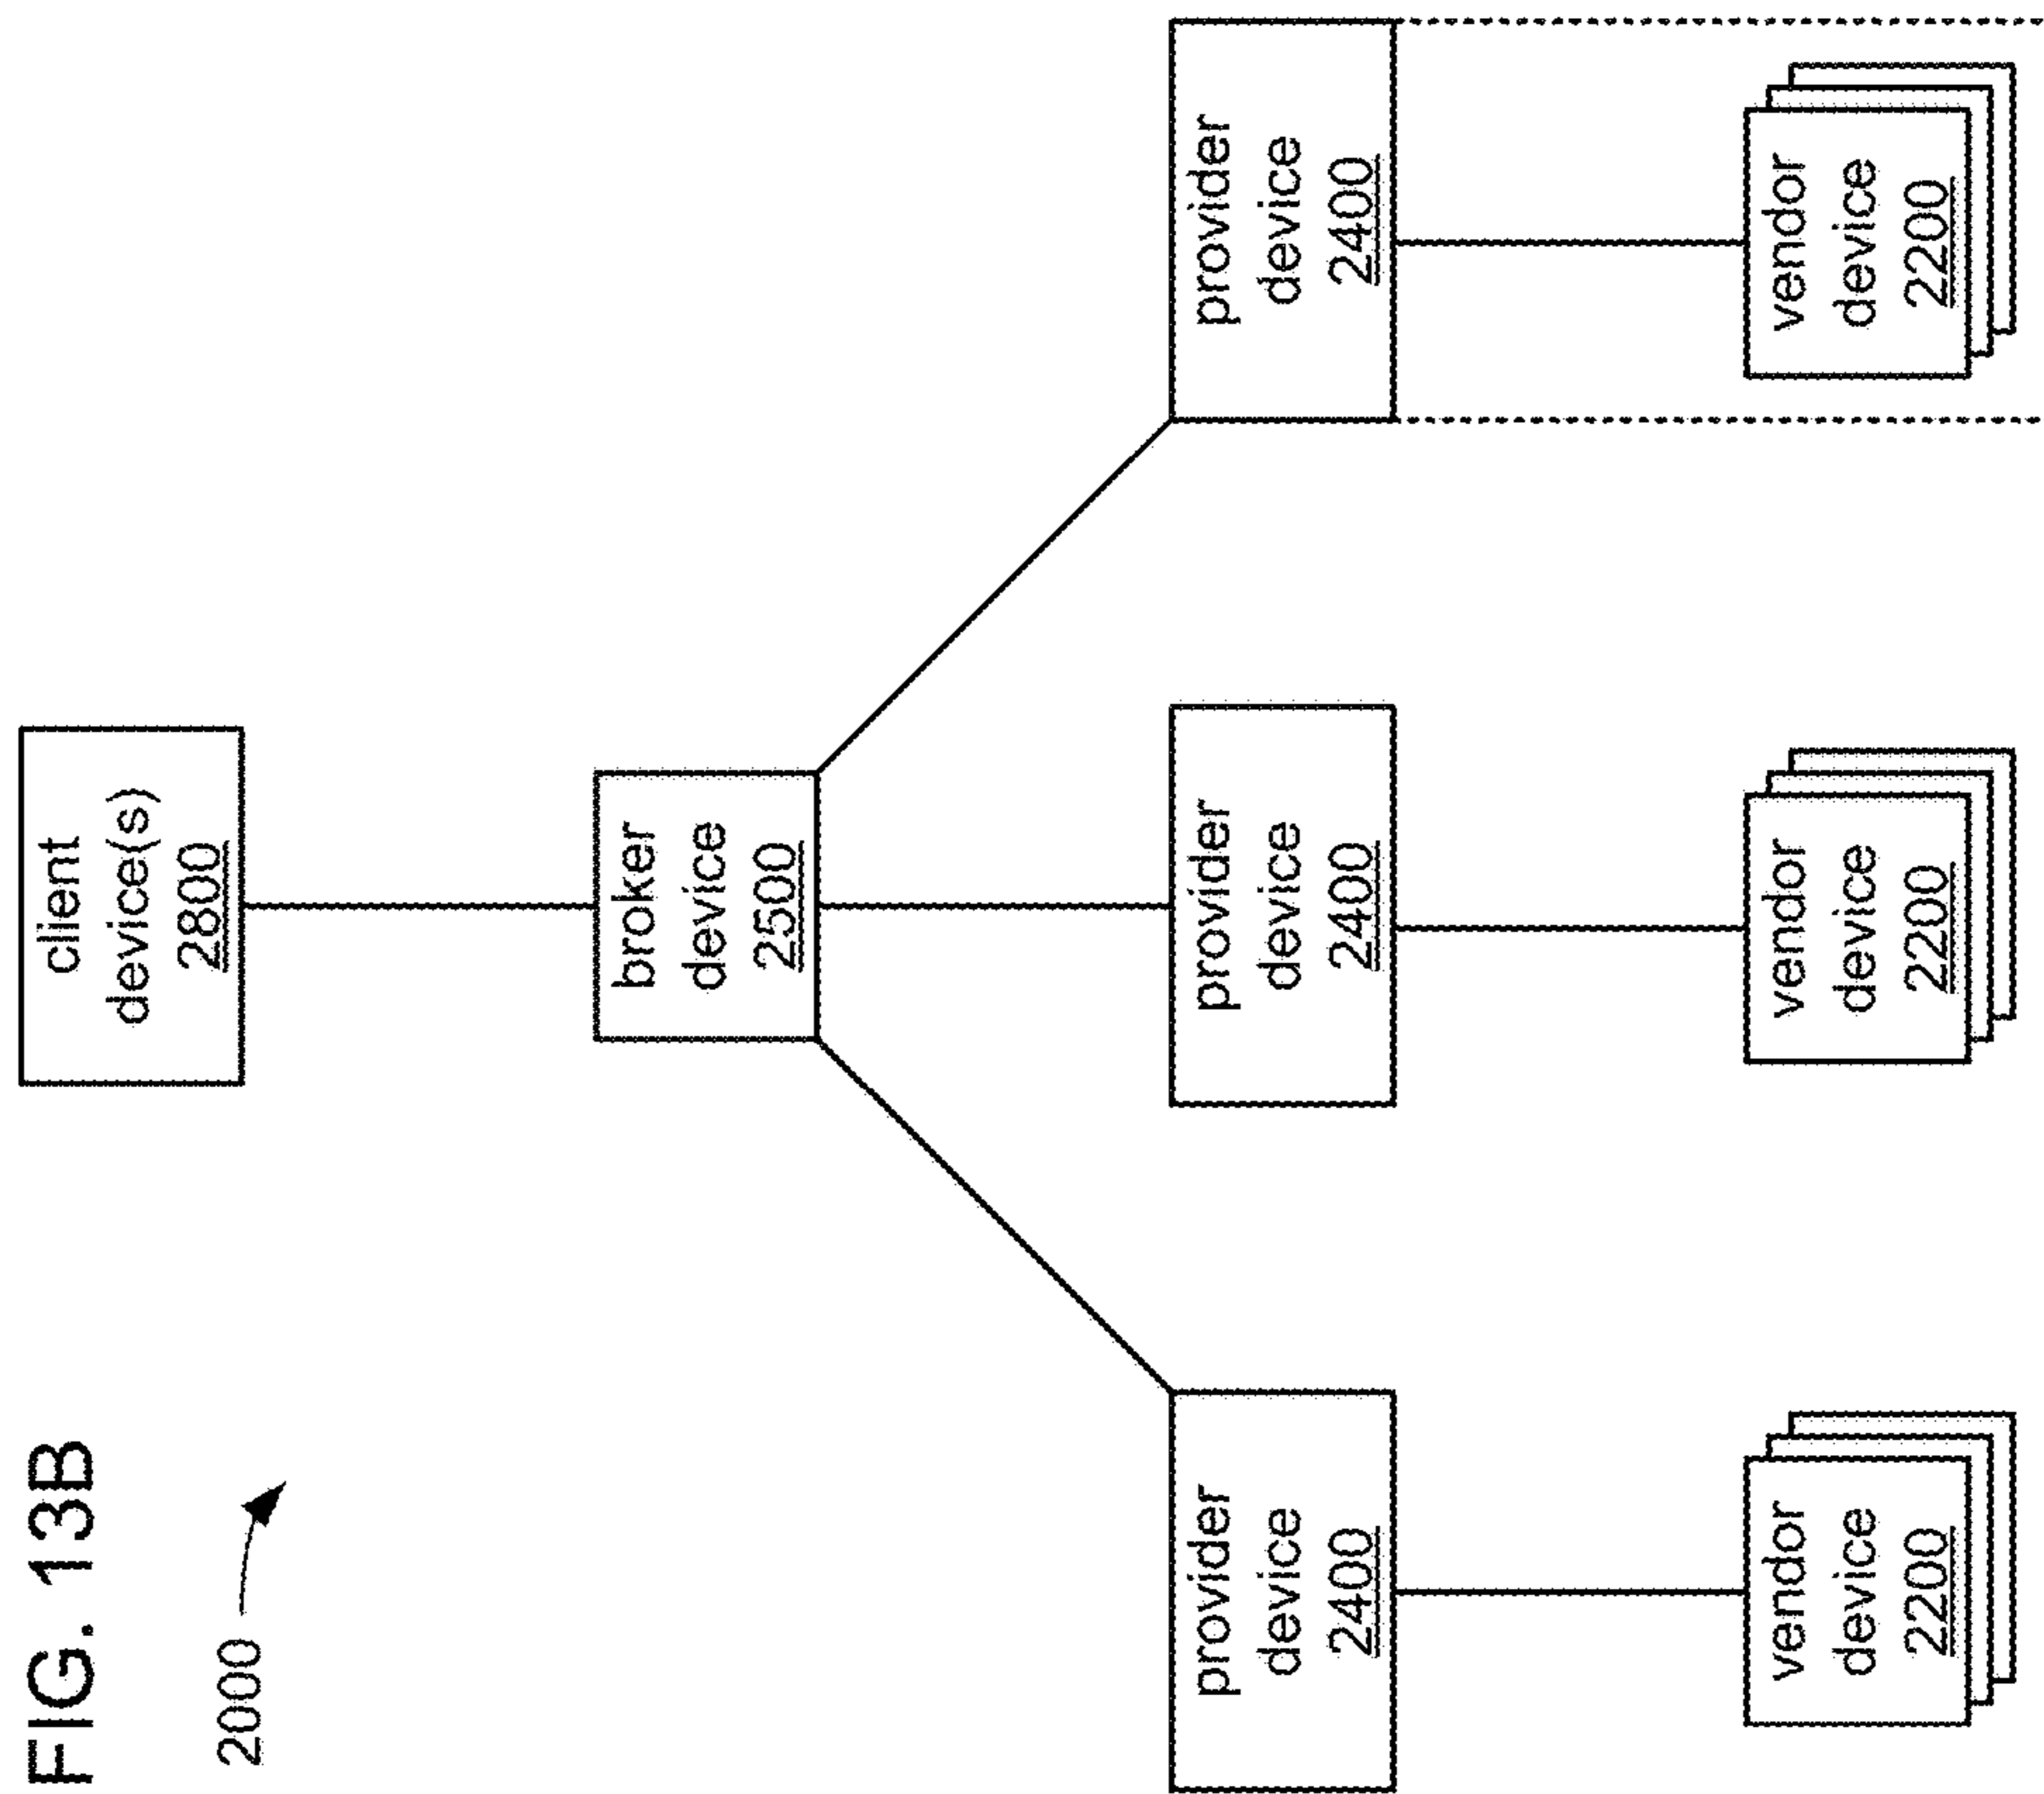 FIG. 13B
2000
client
device(s)
2800
broker
device
2500
provider
device
2400
provider
device
2400
provider
device
2400
vendor
device
2200
vendor
device
2200
vendor
device
2200